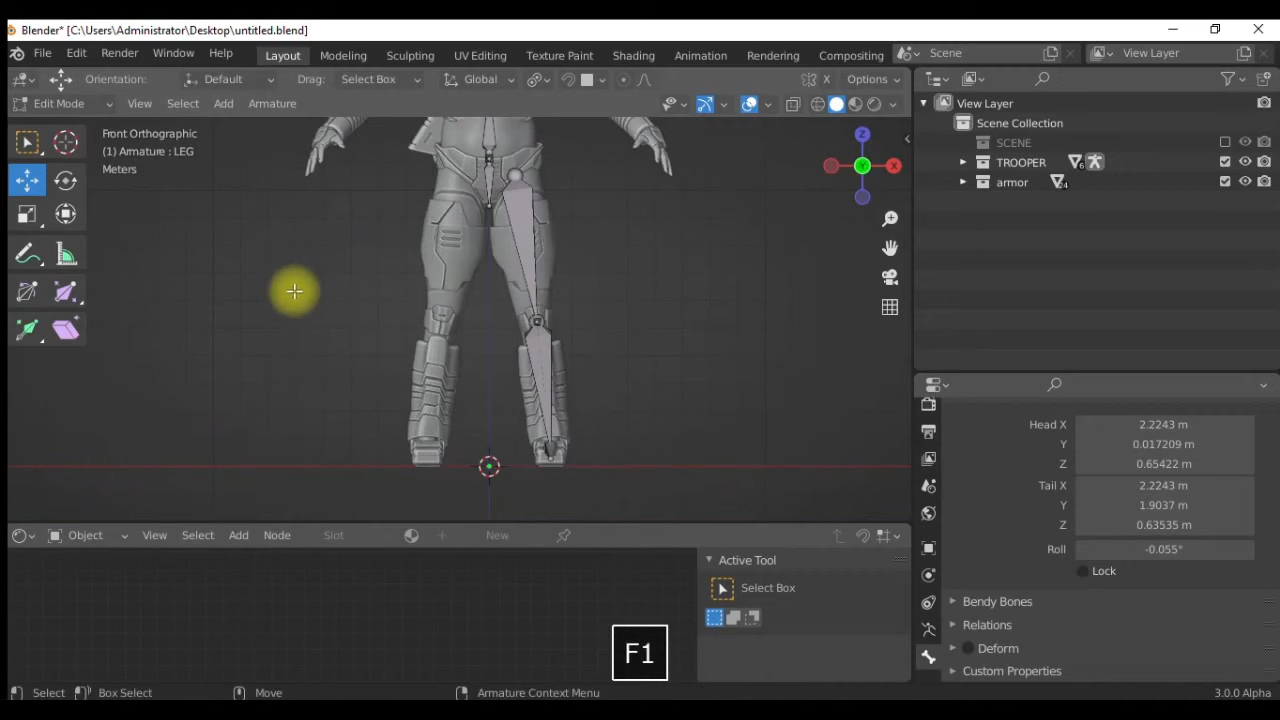 Blender* [C:\Users\Administrator\Desktop\untitled.blend]
File Edit Render Window Help Layout Modeling Sculpting UV Editing Texture Paint Shading Animation Rendering Compositing Scene View Layer
Orientation: Default Drag: Select Box Global X Options
Edit Mode View Select Add Armature
View Layer
Scene Collection
SCENE
TROOPER 6
armor 24
Front Orthographic
(1) Armature : LEG
Meters
Z
X
Y
Head X 2.2243 m
Y 0.017209 m
Z 0.65422 m
Tail X 2.2243 m
Y 1.9037 m
Z 0.63535 m
Roll -0.055°
Lock
Bendy Bones
Relations
Deform
Custom Properties
Object View Select Add Node Slot New
Active Tool
Select Box
F1
Select Box Select Move Armature Context Menu 3.0.0 Alpha